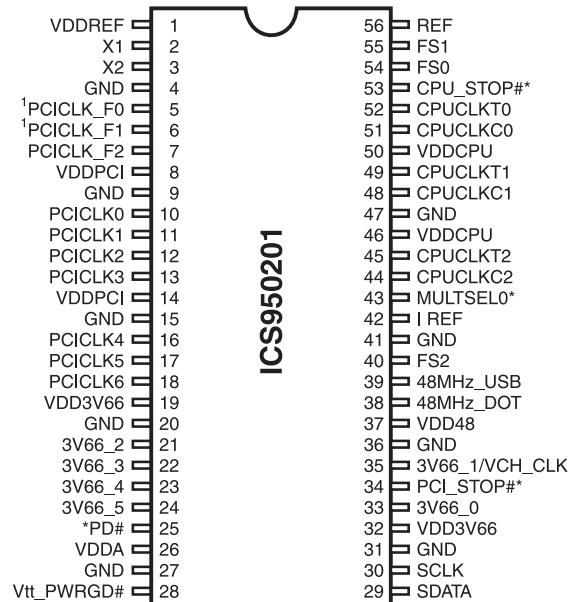 VDDREF 1 56 REF
X1 2 55 FS1
X2 3 54 FS0
GND 4 53 CPU_STOP#*
¹PCICLK_F0 5 52 CPUCLKT0
¹PCICLK_F1 6 51 CPUCLKC0
PCICLK_F2 7 50 VDDCPU
VDDPCI 8 49 CPUCLKT1
GND 9 48 CPUCLKC1
PCICLK0 10 47 GND
PCICLK1 11 46 VDDCPU
PCICLK2 12 45 CPUCLKT2
PCICLK3 13 44 CPUCLKC2
VDDPCI 14 43 MULTSEL0*
GND 15 42 I REF
PCICLK4 16 41 GND
PCICLK5 17 40 FS2
PCICLK6 18 39 48MHz_USB
VDD3V66 19 38 48MHz_DOT
GND 20 37 VDD48
3V66_2 21 36 GND
3V66_3 22 35 3V66_1/VCH_CLK
3V66_4 23 34 PCI_STOP#*
3V66_5 24 33 3V66_0
*PD# 25 32 VDD3V66
VDDA 26 31 GND
GND 27 30 SCLK
Vtt_PWRGD# 28 29 SDATA
ICS950201